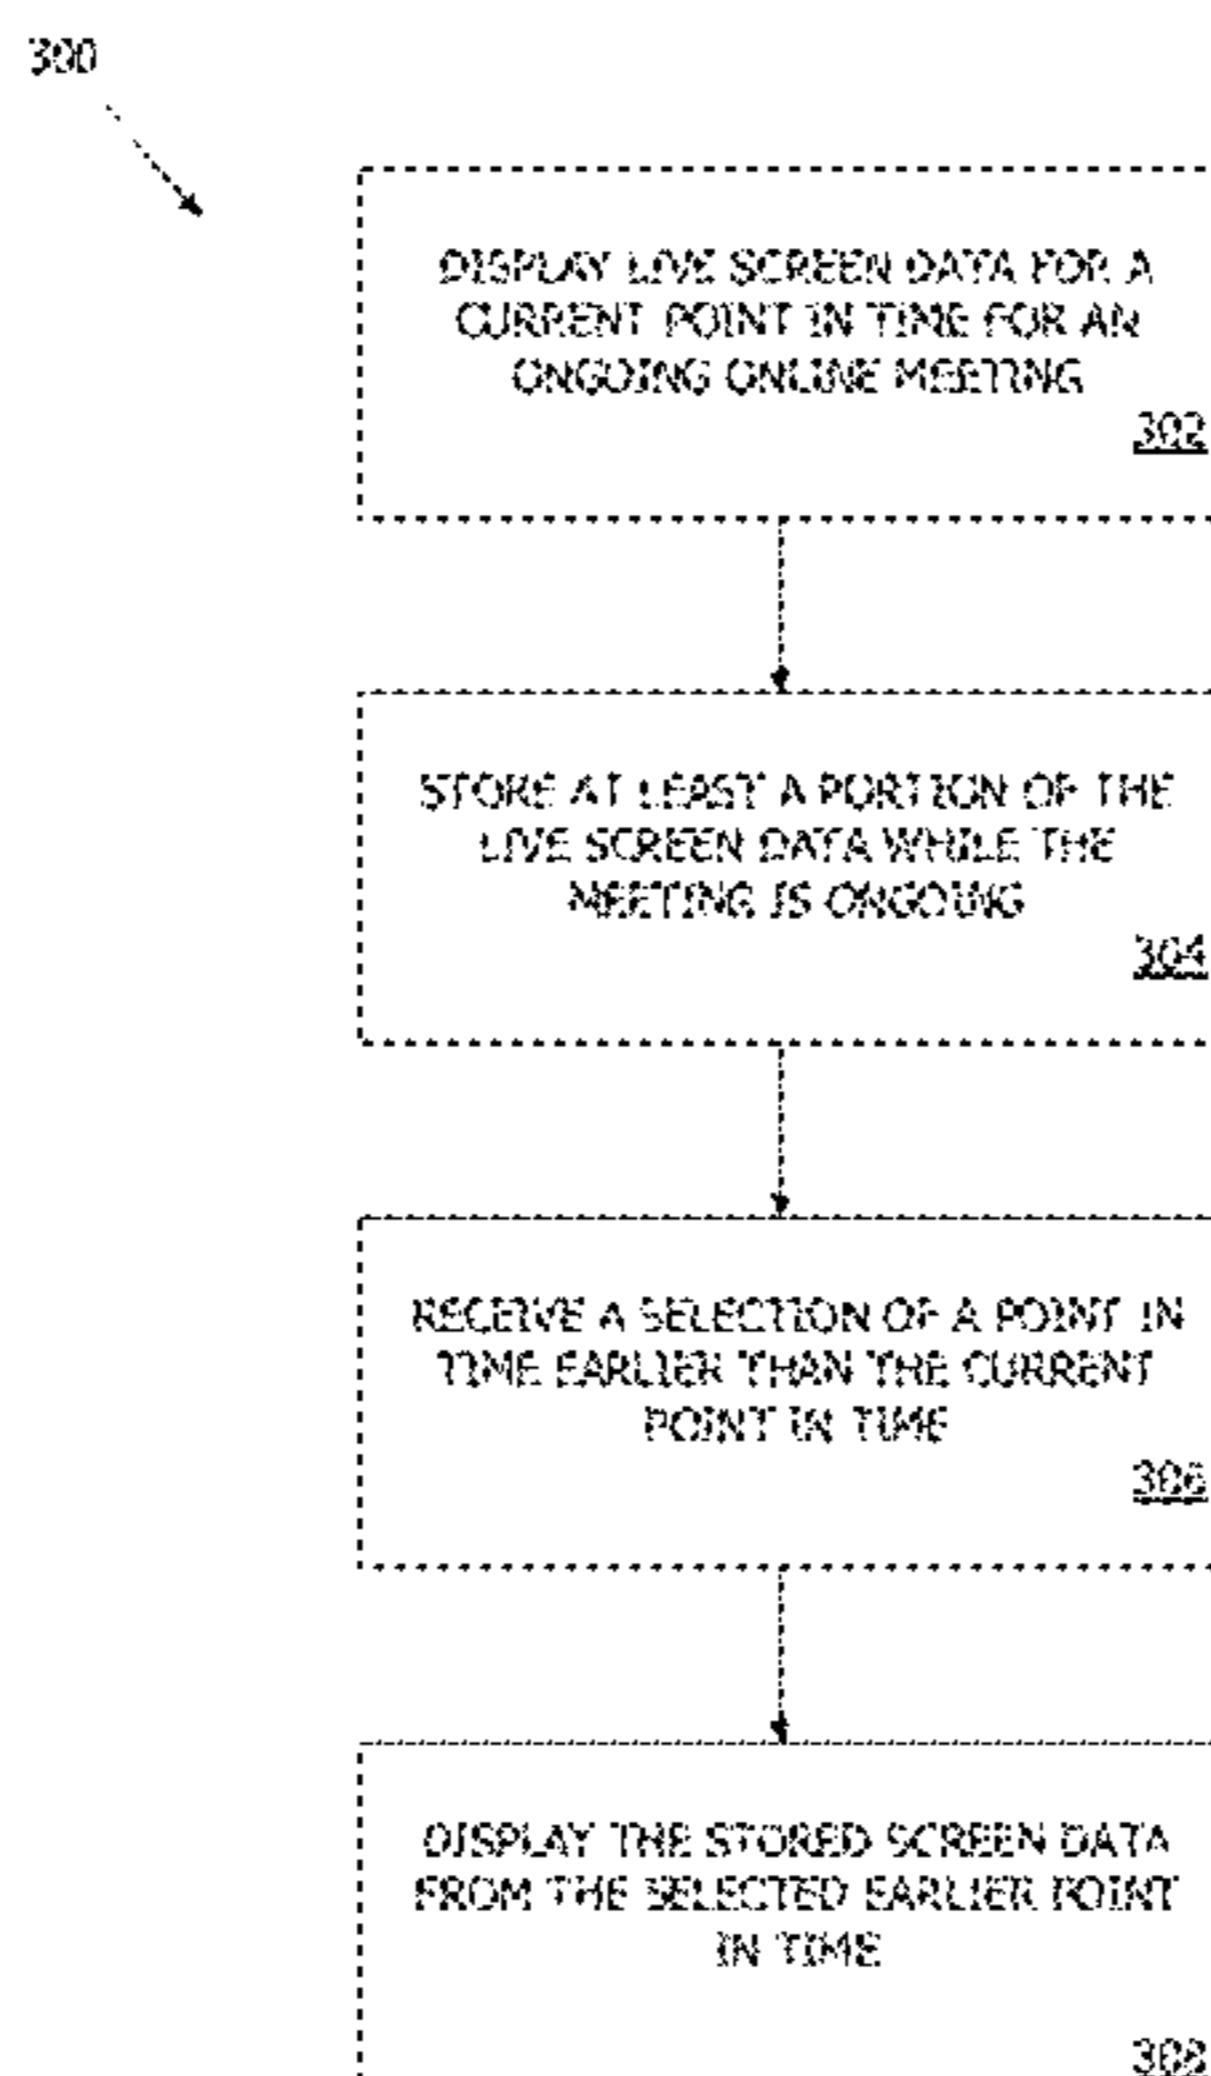 300
DISPLAY LIVE SCREEN DATA FOR A
CURRENT POINT IN TIME FOR AN
ONGOING ONLINE MEETING
302
STORE AT LEAST A PORTION OF THE
LIVE SCREEN DATA WHILE THE
MEETING IS ONGOING
304
RECEIVE A SELECTION OF A POINT IN
TIME EARLIER THAN THE CURRENT
POINT IN TIME
306
DISPLAY THE STORED SCREEN DATA
FROM THE SELECTED EARLIER POINT
IN TIME
308